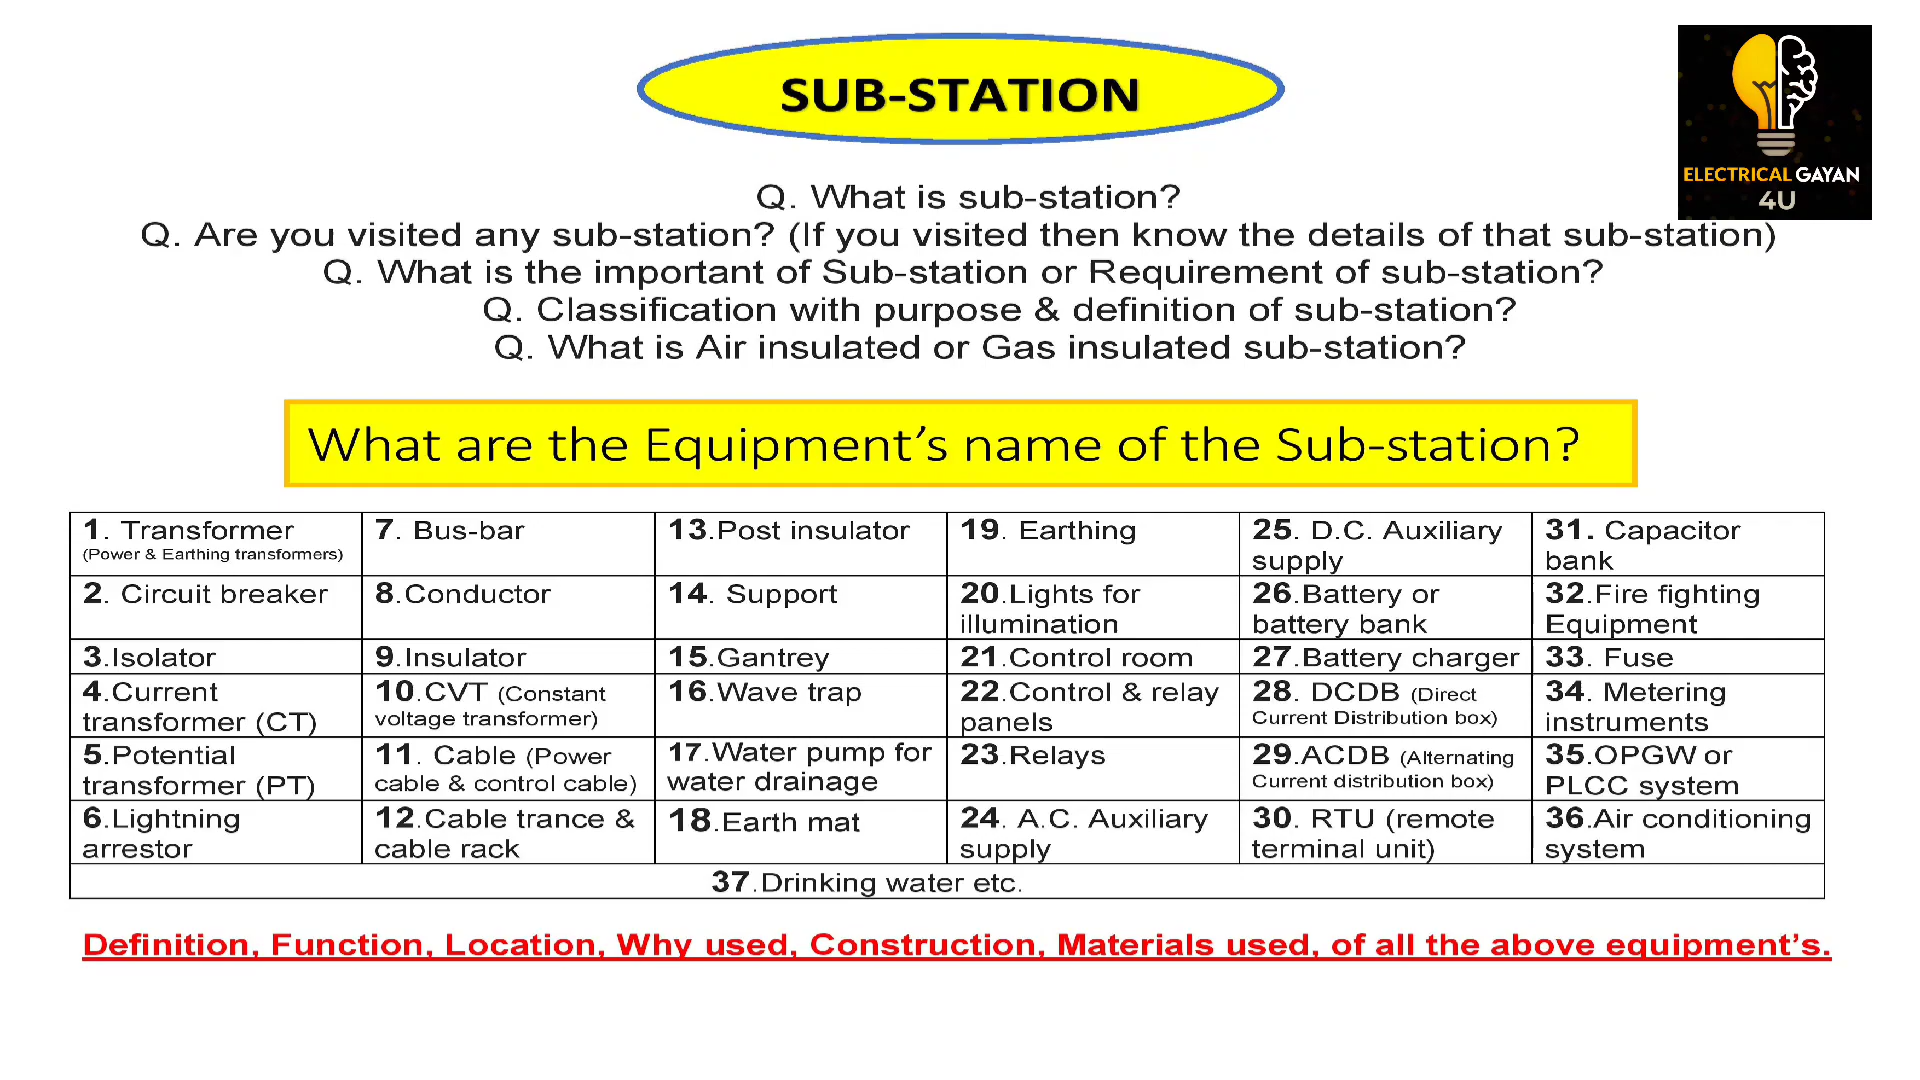 SUB-STATION
ELECTRICAL GAYAN
4U
Q. What is sub-station?
Q. Are you visited any sub-station? (If you visited then know the details of that sub-station)
Q. What is the important of Sub-station or Requirement of sub-station?
Q. Classification with purpose & definition of sub-station?
Q. What is Air insulated or Gas insulated sub-station?
What are the Equipment’s name of the Sub-station?
1. Transformer
(Power & Earthing transformers)
7. Bus-bar
13.Post insulator
19. Earthing
25. D.C. Auxiliary
supply
31. Capacitor
bank
2. Circuit breaker
8.Conductor
14. Support
20.Lights for
illumination
26.Battery or
battery bank
32.Fire fighting
Equipment
3.Isolator
9.Insulator
15.Gantrey
21.Control room
27.Battery charger
33. Fuse
4.Current
transformer (CT)
10.CVT (Constant
voltage transformer)
16.Wave trap
22.Control & relay
panels
28. DCDB (Direct
Current Distribution box)
34. Metering
instruments
5.Potential
transformer (PT)
11. Cable (Power
cable & control cable)
17.Water pump for
water drainage
23.Relays
29.ACDB (Alternating
Current distribution box)
35.OPGW or
PLCC system
6.Lightning
arrestor
12.Cable trance &
cable rack
18.Earth mat
24. A.C. Auxiliary
supply
30. RTU (remote
terminal unit)
36.Air conditioning
system
37.Drinking water etc.
Definition, Function, Location, Why used, Construction, Materials used, of all the above equipment’s.